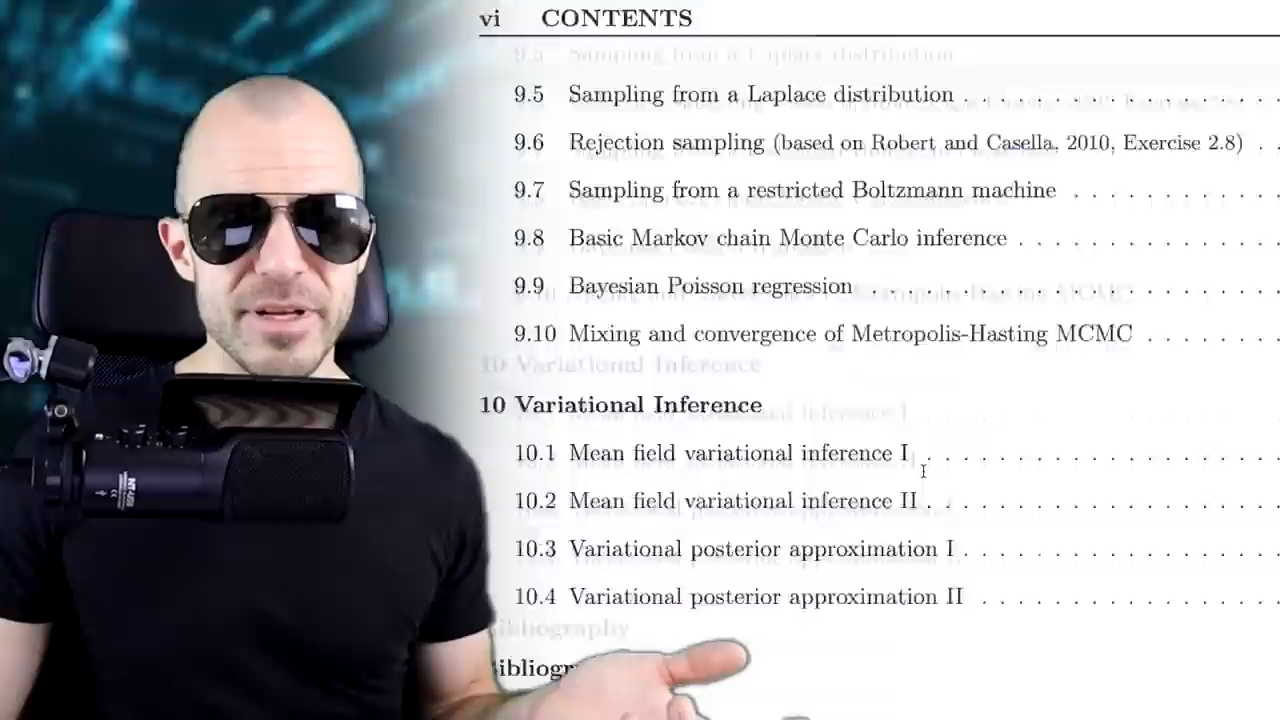 vi CONTENTS
9.5 Sampling from a Laplace distribution . . . . . . . . . . . . . . .
9.6 Rejection sampling (based on Robert and Casella, 2010, Exercise 2.8) . .
9.7 Sampling from a restricted Boltzmann machine . . . . . . . . . .
9.8 Basic Markov chain Monte Carlo inference . . . . . . . . . . . . .
9.9 Bayesian Poisson regression . . . . . . . . . . . . . . . . . . . .
9.10 Mixing and convergence of Metropolis-Hasting MCMC . . . . . . .
10 Variational Inference
10.1 Mean field variational inference I . . . . . . . . . . . . . . . . .
10.2 Mean field variational inference II . . . . . . . . . . . . . . . . .
10.3 Variational posterior approximation I . . . . . . . . . . . . . . .
10.4 Variational posterior approximation II . . . . . . . . . . . . . . .
NT-USB